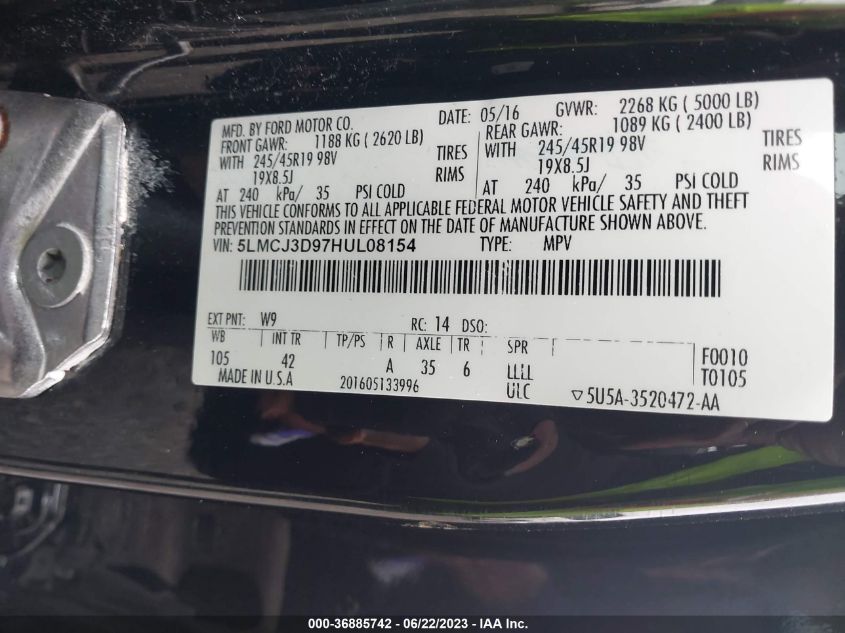 MFD. BY FORD MOTOR CO.
DATE: 05/16 GVWR: 2268 KG ( 5000 LB)
FRONT GAWR: 1188 KG ( 2620 LB)
REAR GAWR: 1089 KG ( 2400 LB)
WITH 245/45R19 98V TIRES
WITH 245/45R19 98V TIRES
19X8.5J RIMS
19X8.5J RIMS
AT 240 kPa/ 35 PSI COLD
AT 240 kPa/ 35 PSI COLD
THIS VEHICLE CONFORMS TO ALL APPLICABLE FEDERAL MOTOR VEHICLE SAFETY AND THEFT
PREVENTION STANDARDS IN EFFECT ON THE DATE OF MANUFACTURE SHOWN ABOVE.
VIN: 5LMCJ3D97HUL08154 TYPE: MPV
EXT PNT: W9 RC: 14 DSO:
WB INT TR TP/PS R AXLE TR SPR F0010
105 42 A 35 6 LLLL T0105
MADE IN U.S.A 201605133996 ULC ▽5U5A-3520472-AA
000-36885742 - 06/22/2023 - IAA Inc.